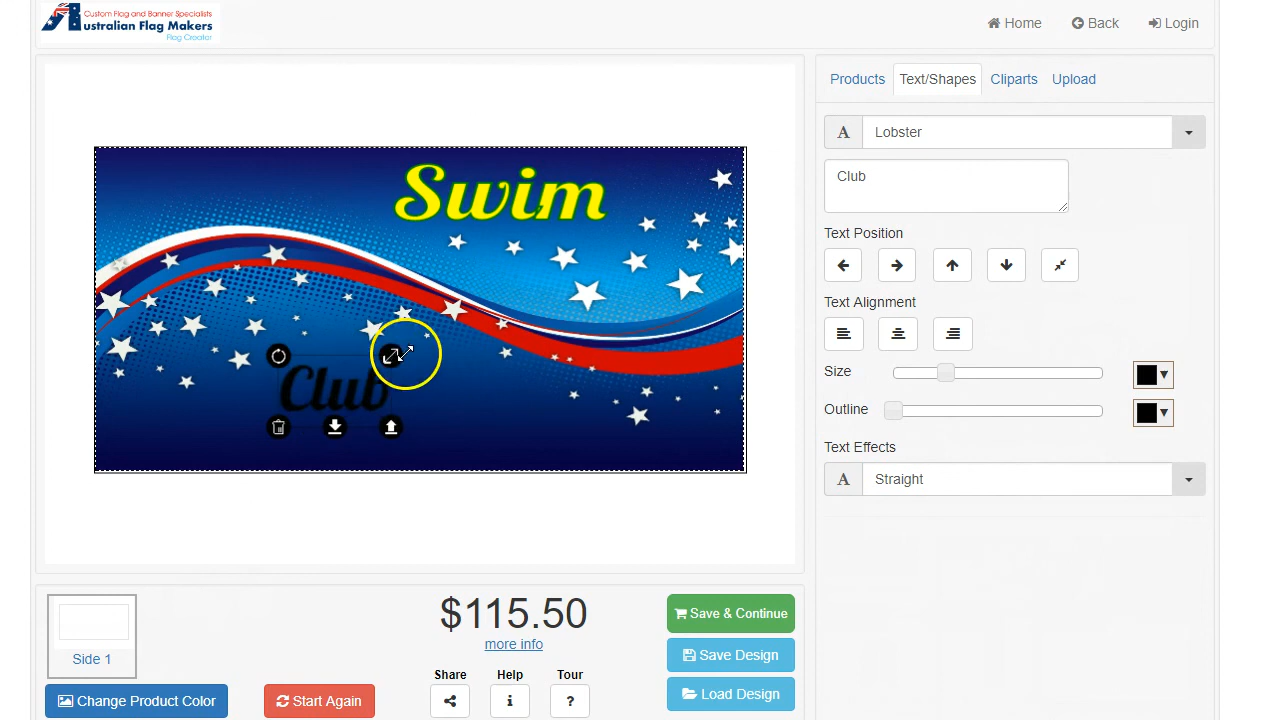 Custom Flag and Banner Specialists
Australian Flag Makers
Flag Creator
Home
Back
Login
Products
Text/Shapes
Cliparts
Upload
A
Lobster
Club
Text Position
Text Alignment
Size
Outline
Text Effects
A
Straight
Swim
Club
Side 1
$115.50
more info
Share
Help
Tour
i
?
Save & Continue
Save Design
Load Design
Change Product Color
Start Again